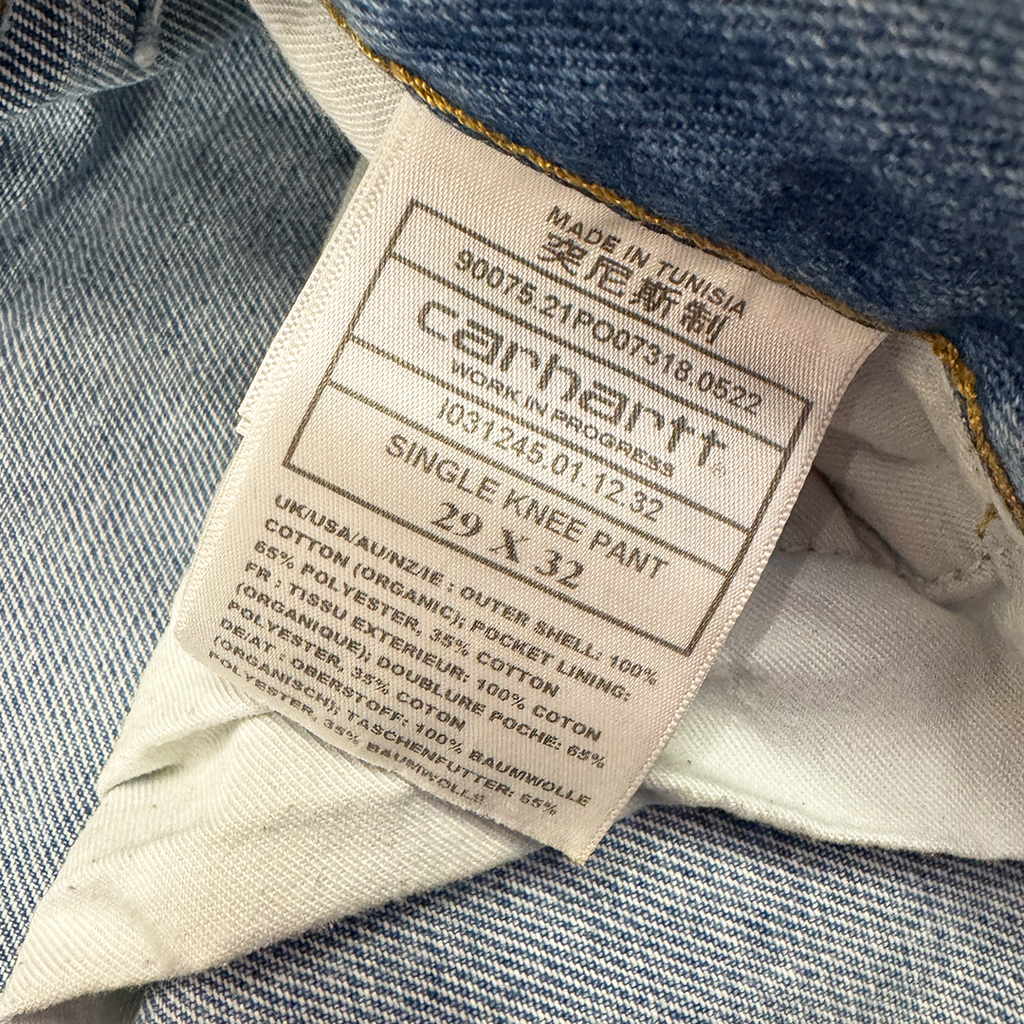 MADE IN TUNISIA
突尼斯制
90075.21PO07318.0522
carhartt
WORK IN PROGRESS
I031245.01.12.32
SINGLE KNEE PANT
29 X 32
UK/USA/AU/NZ/IE : OUTER SHELL: 100%
COTTON (ORGANIC); POCKET LINING:
65% POLYESTER, 35% COTTON
FR : TISSU EXTERIEUR: 100% COTON
(ORGANIQUE); DOUBLURE POCHE: 65%
POLYESTER, 35% COTON
DE/AT : OBERSTOFF: 100% BAUMWOLLE
(ORGANISCH); TASCHENFUTTER: 65%
POLYESTER, 35% BAUMWOLLE